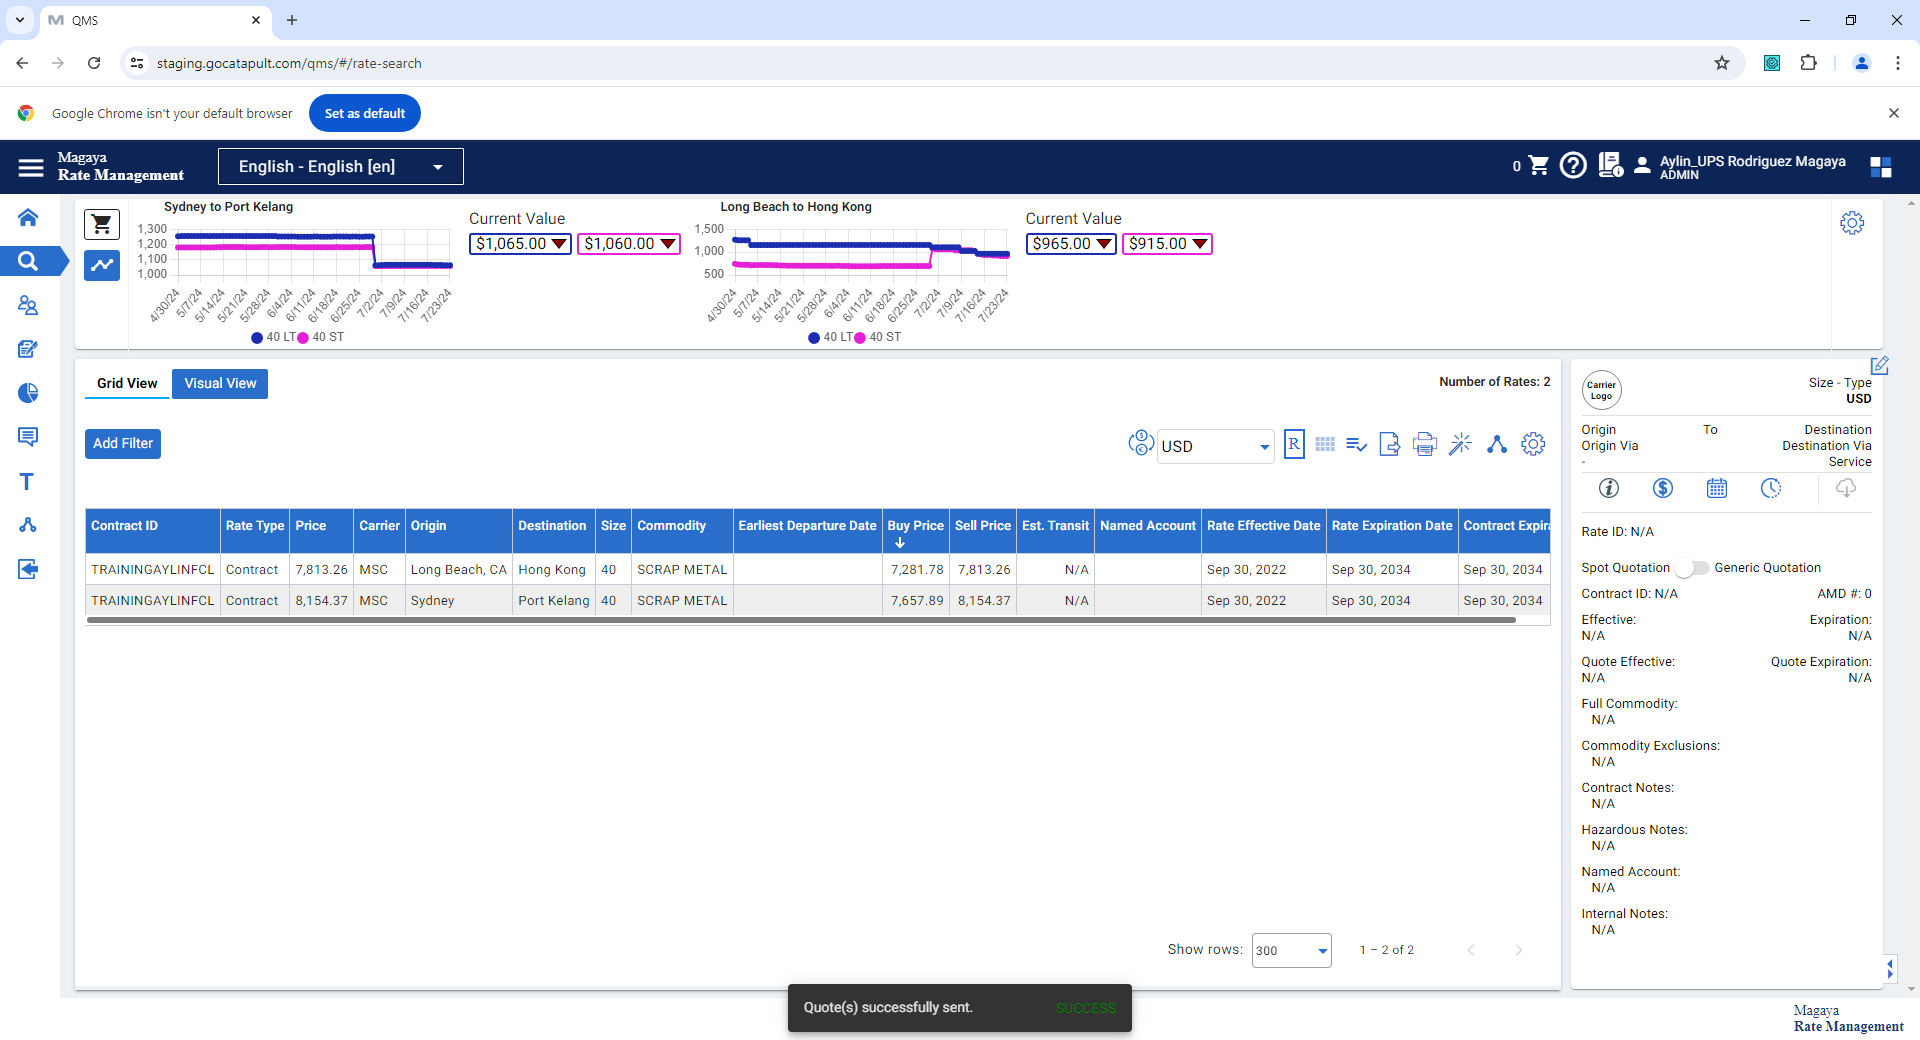 QMS
staging.gocatapult.com/qms/#/rate-search
Google Chrome isn't your default browser
Set as default
Magaya
Rate Management
English - English [en]
0
Aylin_UPS Rodriguez Magaya
ADMIN
Sydney to Port Kelang
1,300
1,200
1,100
1,000
4/30/24
5/7/24
5/14/24
5/21/24
5/28/24
6/4/24
6/11/24
6/18/24
6/25/24
7/2/24
7/9/24
7/16/24
7/23/24
40 LT 40 ST
Current Value
$1,065.00 $1,060.00
Long Beach to Hong Kong
1,500
1,000
500
4/30/24
5/7/24
5/14/24
5/21/24
5/28/24
6/4/24
6/11/24
6/18/24
6/25/24
7/2/24
7/9/24
7/16/24
7/23/24
40 LT 40 ST
Current Value
$965.00 $915.00
Grid View Visual View
Number of Rates: 2
Add Filter
USD
R
Contract ID Rate Type Price Carrier Origin Destination Size Commodity Earliest Departure Date Buy Price Sell Price Est. Transit Named Account Rate Effective Date Rate Expiration Date Contract Expira
TRAININGAYLINFCL Contract 7,813.26 MSC Long Beach, CA Hong Kong 40 SCRAP METAL 7,281.78 7,813.26 N/A Sep 30, 2022 Sep 30, 2034 Sep 30, 2034
TRAININGAYLINFCL Contract 8,154.37 MSC Sydney Port Kelang 40 SCRAP METAL 7,657.89 8,154.37 N/A Sep 30, 2022 Sep 30, 2034 Sep 30, 2034
Show rows: 300 1 – 2 of 2
Carrier
Logo
Size - Type
USD
Origin To Destination
Origin Via Destination Via
- Service
Rate ID: N/A
Spot Quotation Generic Quotation
Contract ID: N/A AMD #: 0
Effective: Expiration:
N/A N/A
Quote Effective: Quote Expiration:
N/A N/A
Full Commodity:
N/A
Commodity Exclusions:
N/A
Contract Notes:
N/A
Hazardous Notes:
N/A
Named Account:
N/A
Internal Notes:
N/A
Quote(s) successfully sent. SUCCESS
Magaya
Rate Management